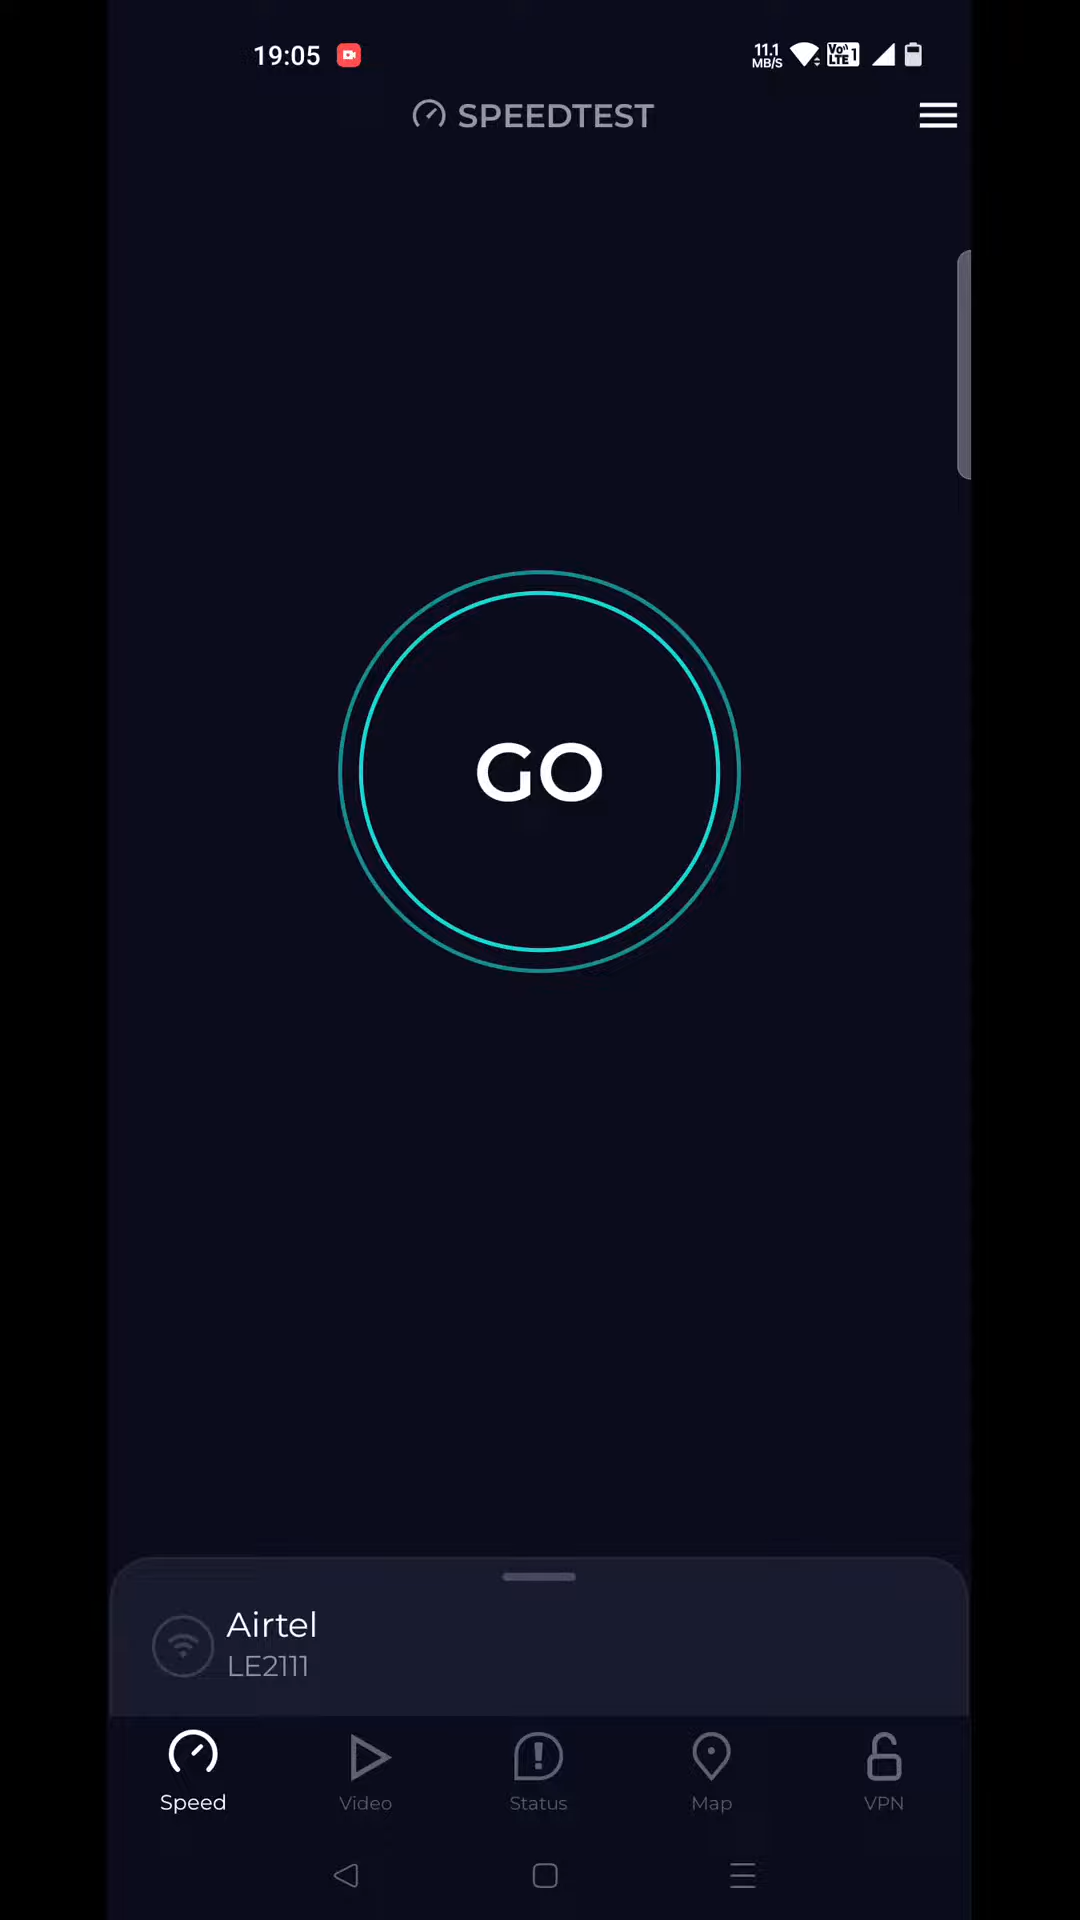 19:05
11.1
MB/S
Vo)) 1
LTE
SPEEDTEST
GO
Airtel
LE2111
Speed
Video
Status
Map
VPN